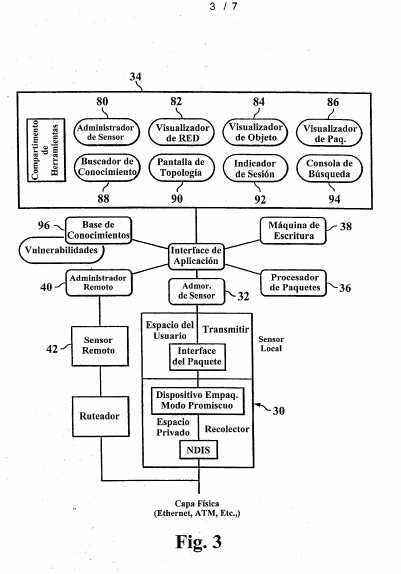 3 / 7
34
80
82
84
86
Compartimento
de
Herramientas
Administrador
de Sensor
Visualizador
de RED
Visualizador
de Objeto
Visualizador
de Paq.
Buscador de
Conocimiento
Pantalla de
Topología
Indicador
de Sesión
Consola de
Búsqueda
88
90
92
94
96
Base de
Conocimientos
Vulnerabilidades
Interface de
Aplicación
Máquina de
Escritura
38
40
Administrador
Remoto
Admor.
de Sensor
32
Procesador
de Paquetes
36
42
Sensor
Remoto
Espacio del
Usuario
Transmitir
Sensor
Local
Interface
del Paquete
Dispositivo Empaq.
Modo Promiscuo
30
Ruteador
Espacio
Privado
Recolector
NDIS
Capa Física
(Ethernet, ATM, Etc.,)
Fig. 3